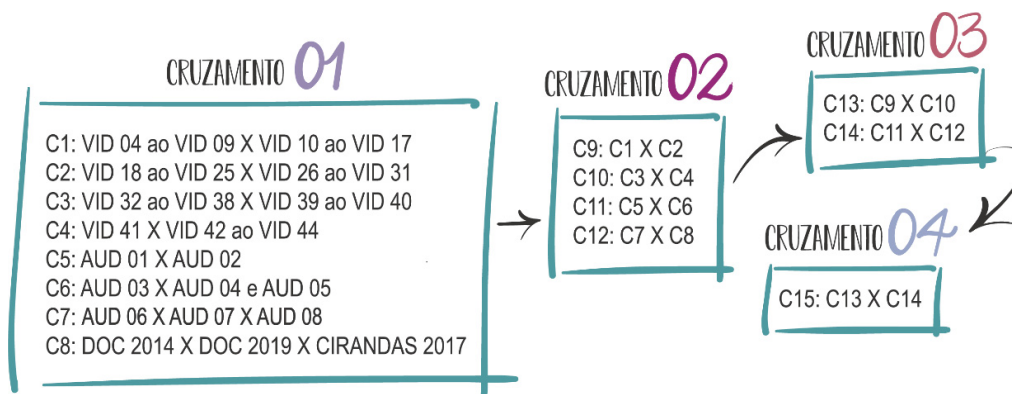 CRUZAMENTO 01
C1: VID 04 ao VID 09 X VID 10 ao VID 17
C2: VID 18 ao VID 25 X VID 26 ao VID 31
C3: VID 32 ao VID 38 X VID 39 ao VID 40
C4: VID 41 X VID 42 ao VID 44
C5: AUD 01 X AUD 02
C6: AUD 03 X AUD 04 e AUD 05
C7: AUD 06 X AUD 07 X AUD 08
C8: DOC 2014 X DOC 2019 X CIRANDAS 2017
CRUZAMENTO 02
C9: C1 X C2
C10: C3 X C4
C11: C5 X C6
C12: C7 X C8
CRUZAMENTO 03
C13: C9 X C10
C14: C11 X C12
CRUZAMENTO 04
C15: C13 X C14